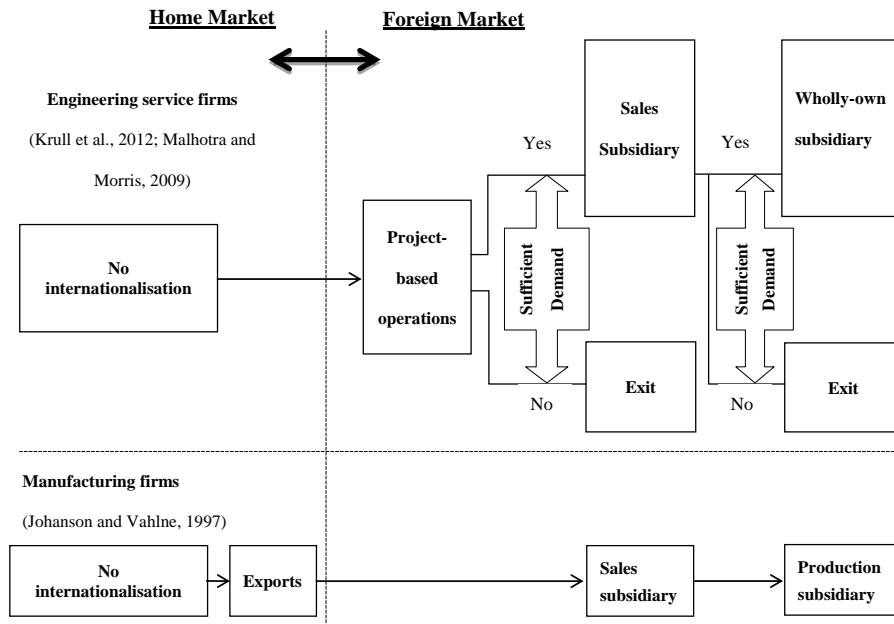 Home Market
Foreign Market
Engineering service firms
(Krull et al., 2012; Malhotra and
Morris, 2009)
No
internationalisation
Project-
based
operations
Yes
Sufficient
Demand
No
Sales
Subsidiary
Exit
Yes
Sufficient
Demand
No
Wholly-own
subsidiary
Exit
Manufacturing firms
(Johanson and Vahlne, 1997)
No
internationalisation
Exports
Sales
subsidiary
Production
subsidiary